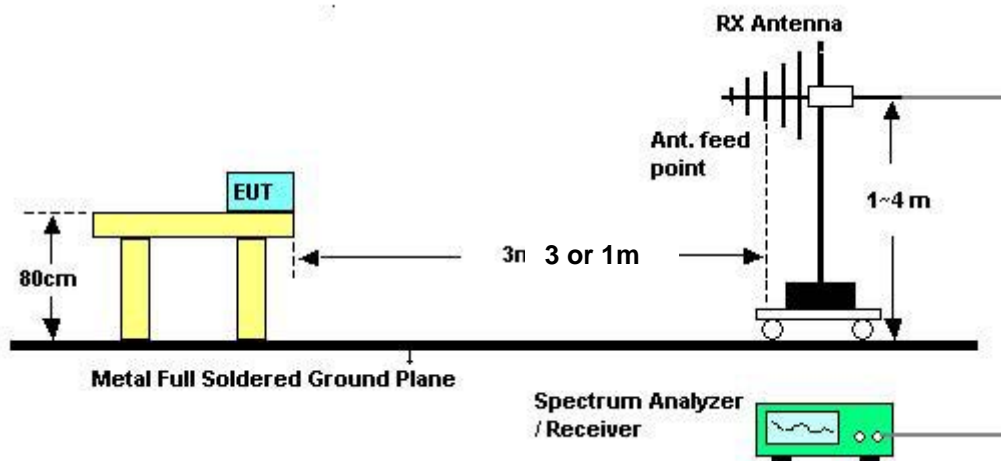 RX Antenna
Ant. feed
point
EUT
1~4 m
80cm
3 or 1m
Metal Full Soldered Ground Plane
Spectrum Analyzer
/ Receiver